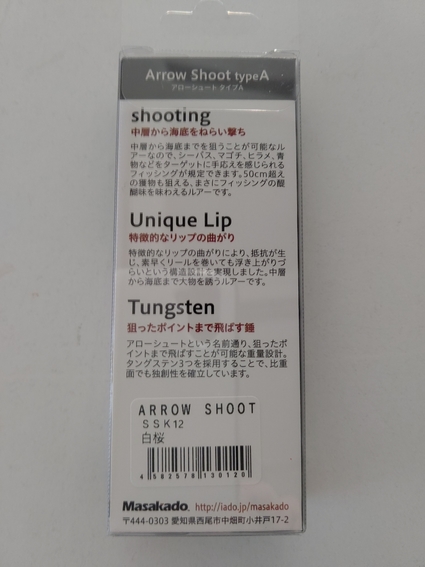 Arrow Shoot typeA
アローシュート タイプA
shooting
中層から海底をねらい撃ち
中層から海底までを狙うことが可能なル
アーなので、シーバス、マゴチ、ヒラメ、青
物などをターゲットに手応えを感じられる
フィッシングが規定できます。50cm超え
の獲物も狙える、まさにフィッシングの醍
醐味を味わえるルアーです。
Unique Lip
特徴的なリップの曲がり
特徴的なリップの曲がりにより、抵抗が生
じ、素早くリールを巻いても浮き上がりづ
らいという構造設計を実現しました。中層
から海底まで大物を誘うルアーです。
Tungsten
狙ったポイントまで飛ばす錘
アローシュートという名前通り、狙ったポ
イントまで飛ばすことが可能な重量設計。
タングステン3つを採用することで、比重
面でも独創性を確立しています。
ARROW SHOOT
SSK12
白桜
4 582578 130120
Masakado. http://iado.jp/masakado
〒444-0303 愛知県西尾市中畑町小井戸17-2